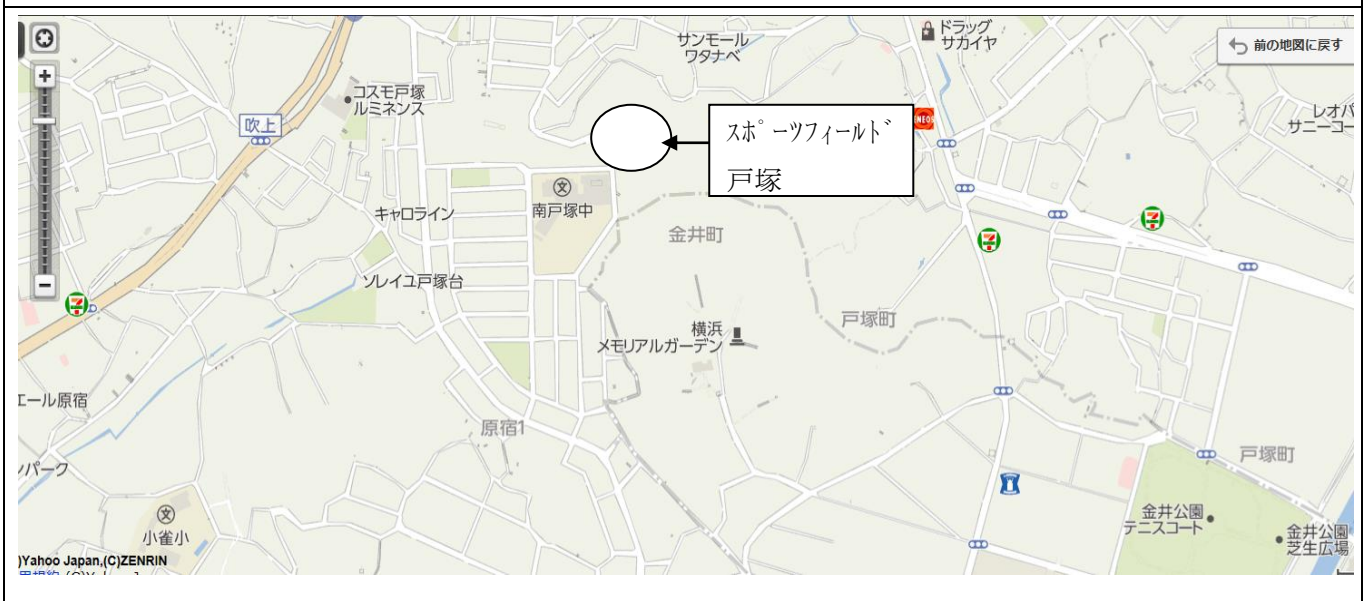 サンモール
ワタナベ
ドラッグ
サカイヤ
前の地図に戻す
コスモ戸塚
ルミネンス
吹上
ENEOS
レオパ
サニーコー
スポーツフィールド
戸塚
文
南戸塚中
キャロライン
金井町
ソレイユ戸塚台
戸塚町
横浜
メモリアルガーデン
エール原宿
原宿1
戸塚町
パーク
文
小雀小
金井公園
テニスコート
金井公園
芝生広場
)Yahoo Japan,(C)ZENRIN